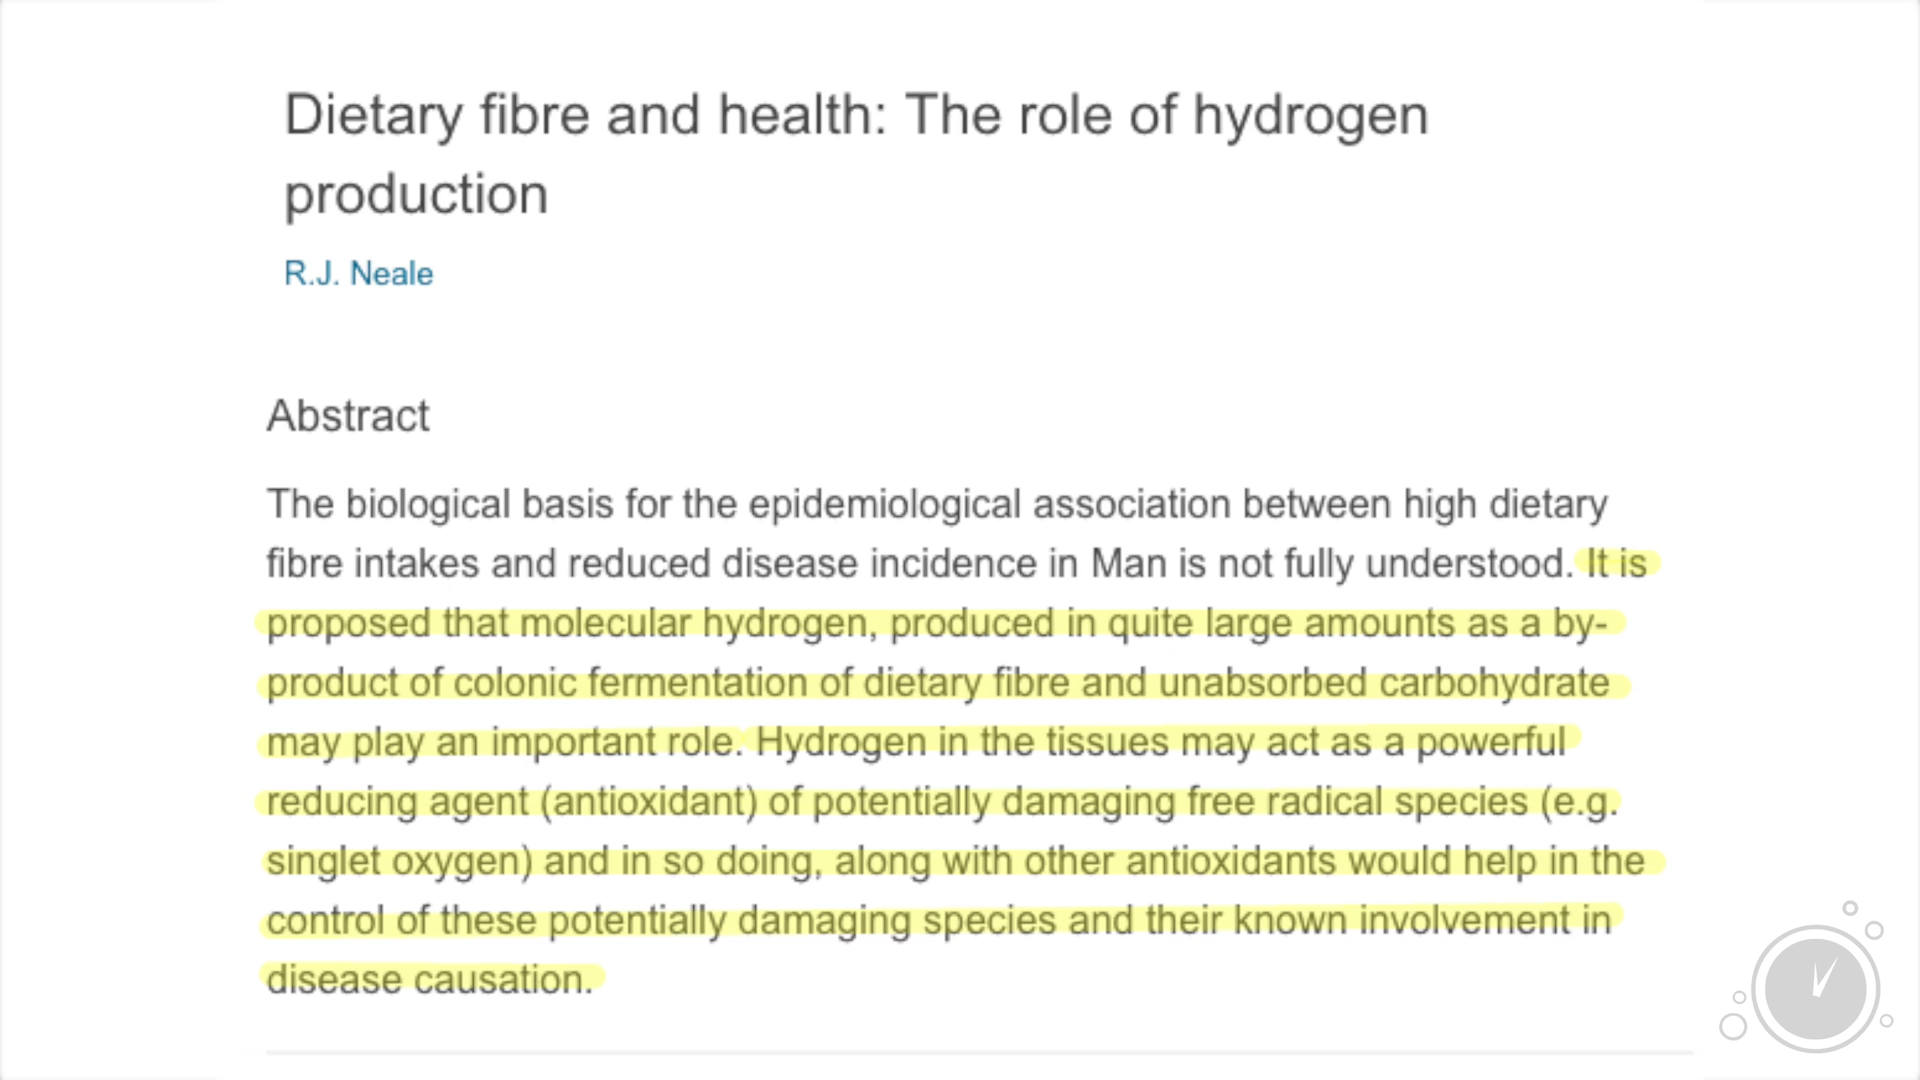 Dietary fibre and health: The role of hydrogen
production
R.J. Neale
Abstract
The biological basis for the epidemiological association between high dietary
fibre intakes and reduced disease incidence in Man is not fully understood. It is
proposed that molecular hydrogen, produced in quite large amounts as a by-
product of colonic fermentation of dietary fibre and unabsorbed carbohydrate
may play an important role. Hydrogen in the tissues may act as a powerful
reducing agent (antioxidant) of potentially damaging free radical species (e.g.
singlet oxygen) and in so doing, along with other antioxidants would help in the
control of these potentially damaging species and their known involvement in
disease causation.